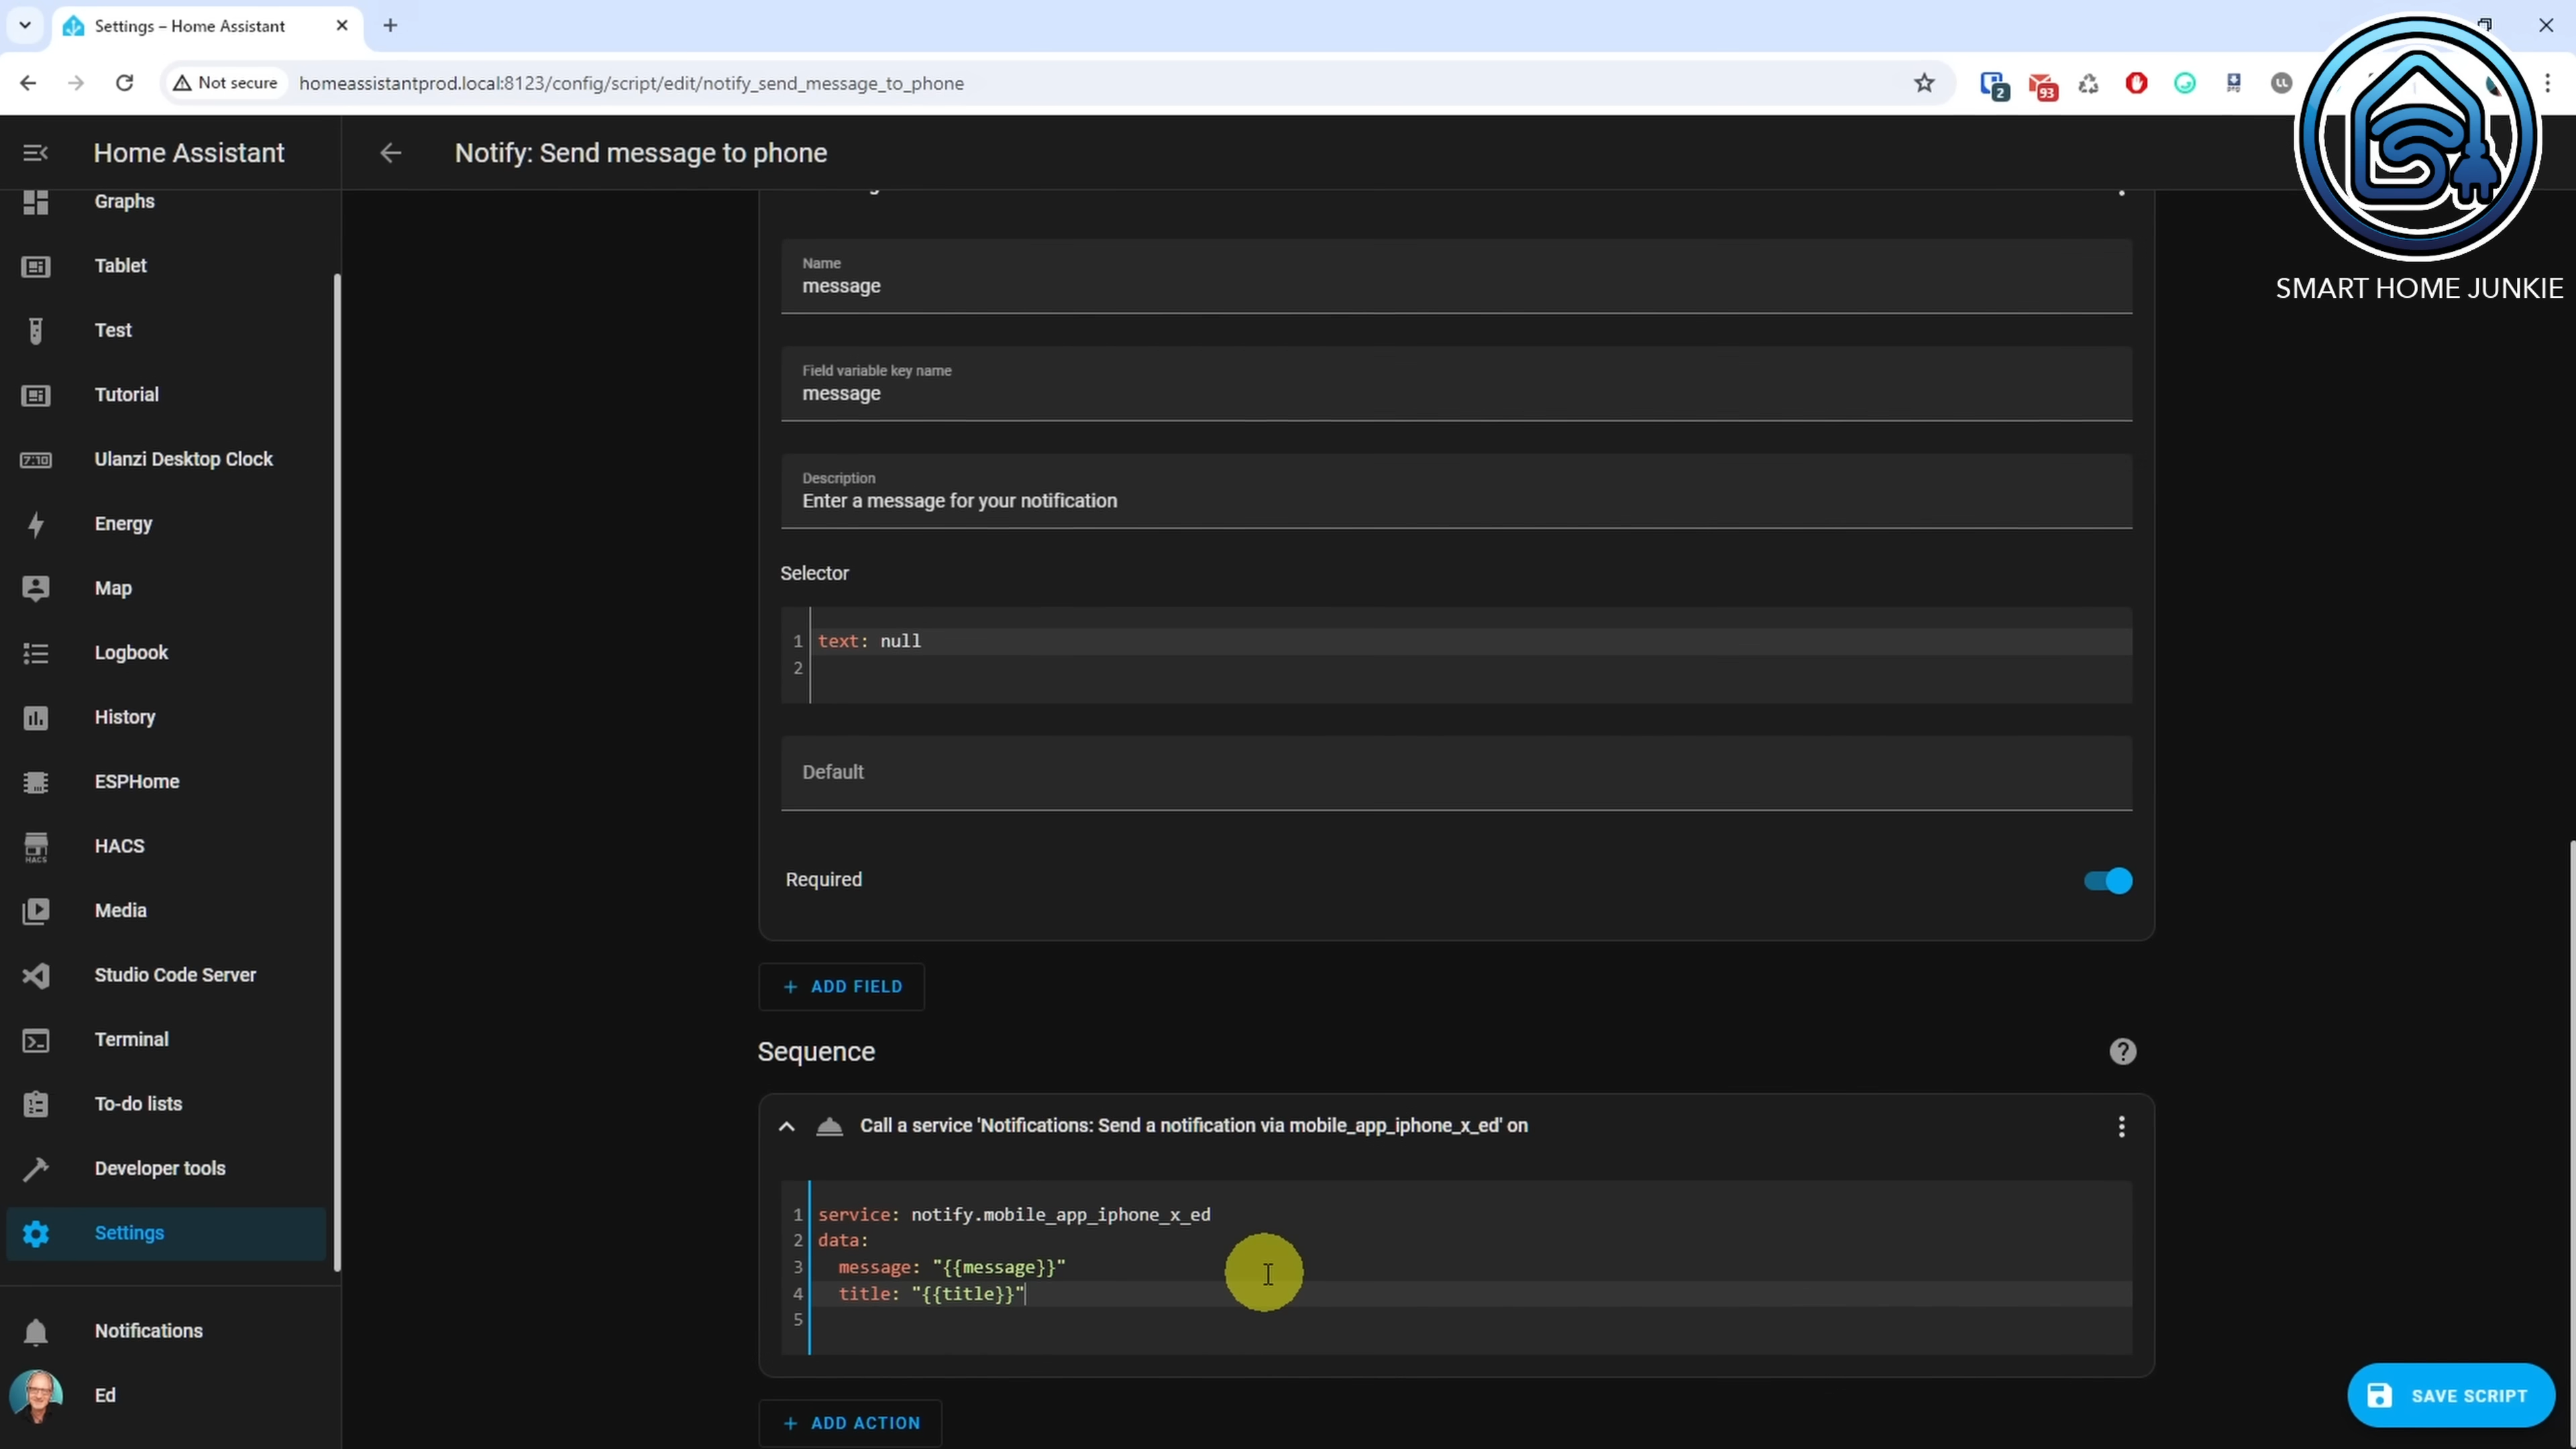 Settings – Home Assistant
Not secure
homeassistantprod.local:8123/config/script/edit/notify_send_message_to_phone
2
93
Home Assistant
Notify: Send message to phone
SMART HOME JUNKIE
Graphs
Tablet
Test
Tutorial
7:10
Ulanzi Desktop Clock
Energy
Map
Logbook
History
ESPHome
HACS
HACS
Media
Studio Code Server
Terminal
To-do lists
Developer tools
Settings
Notifications
Ed
Name
message
Field variable key name
message
Description
Enter a message for your notification
Selector
1 text: null
2
Default
Required
+ ADD FIELD
Sequence
?
Call a service 'Notifications: Send a notification via mobile_app_iphone_x_ed' on
1 service: notify.mobile_app_iphone_x_ed
2 data:
3 message: "{{message}}"
4 title: "{{title}}"
5
+ ADD ACTION
SAVE SCRIPT